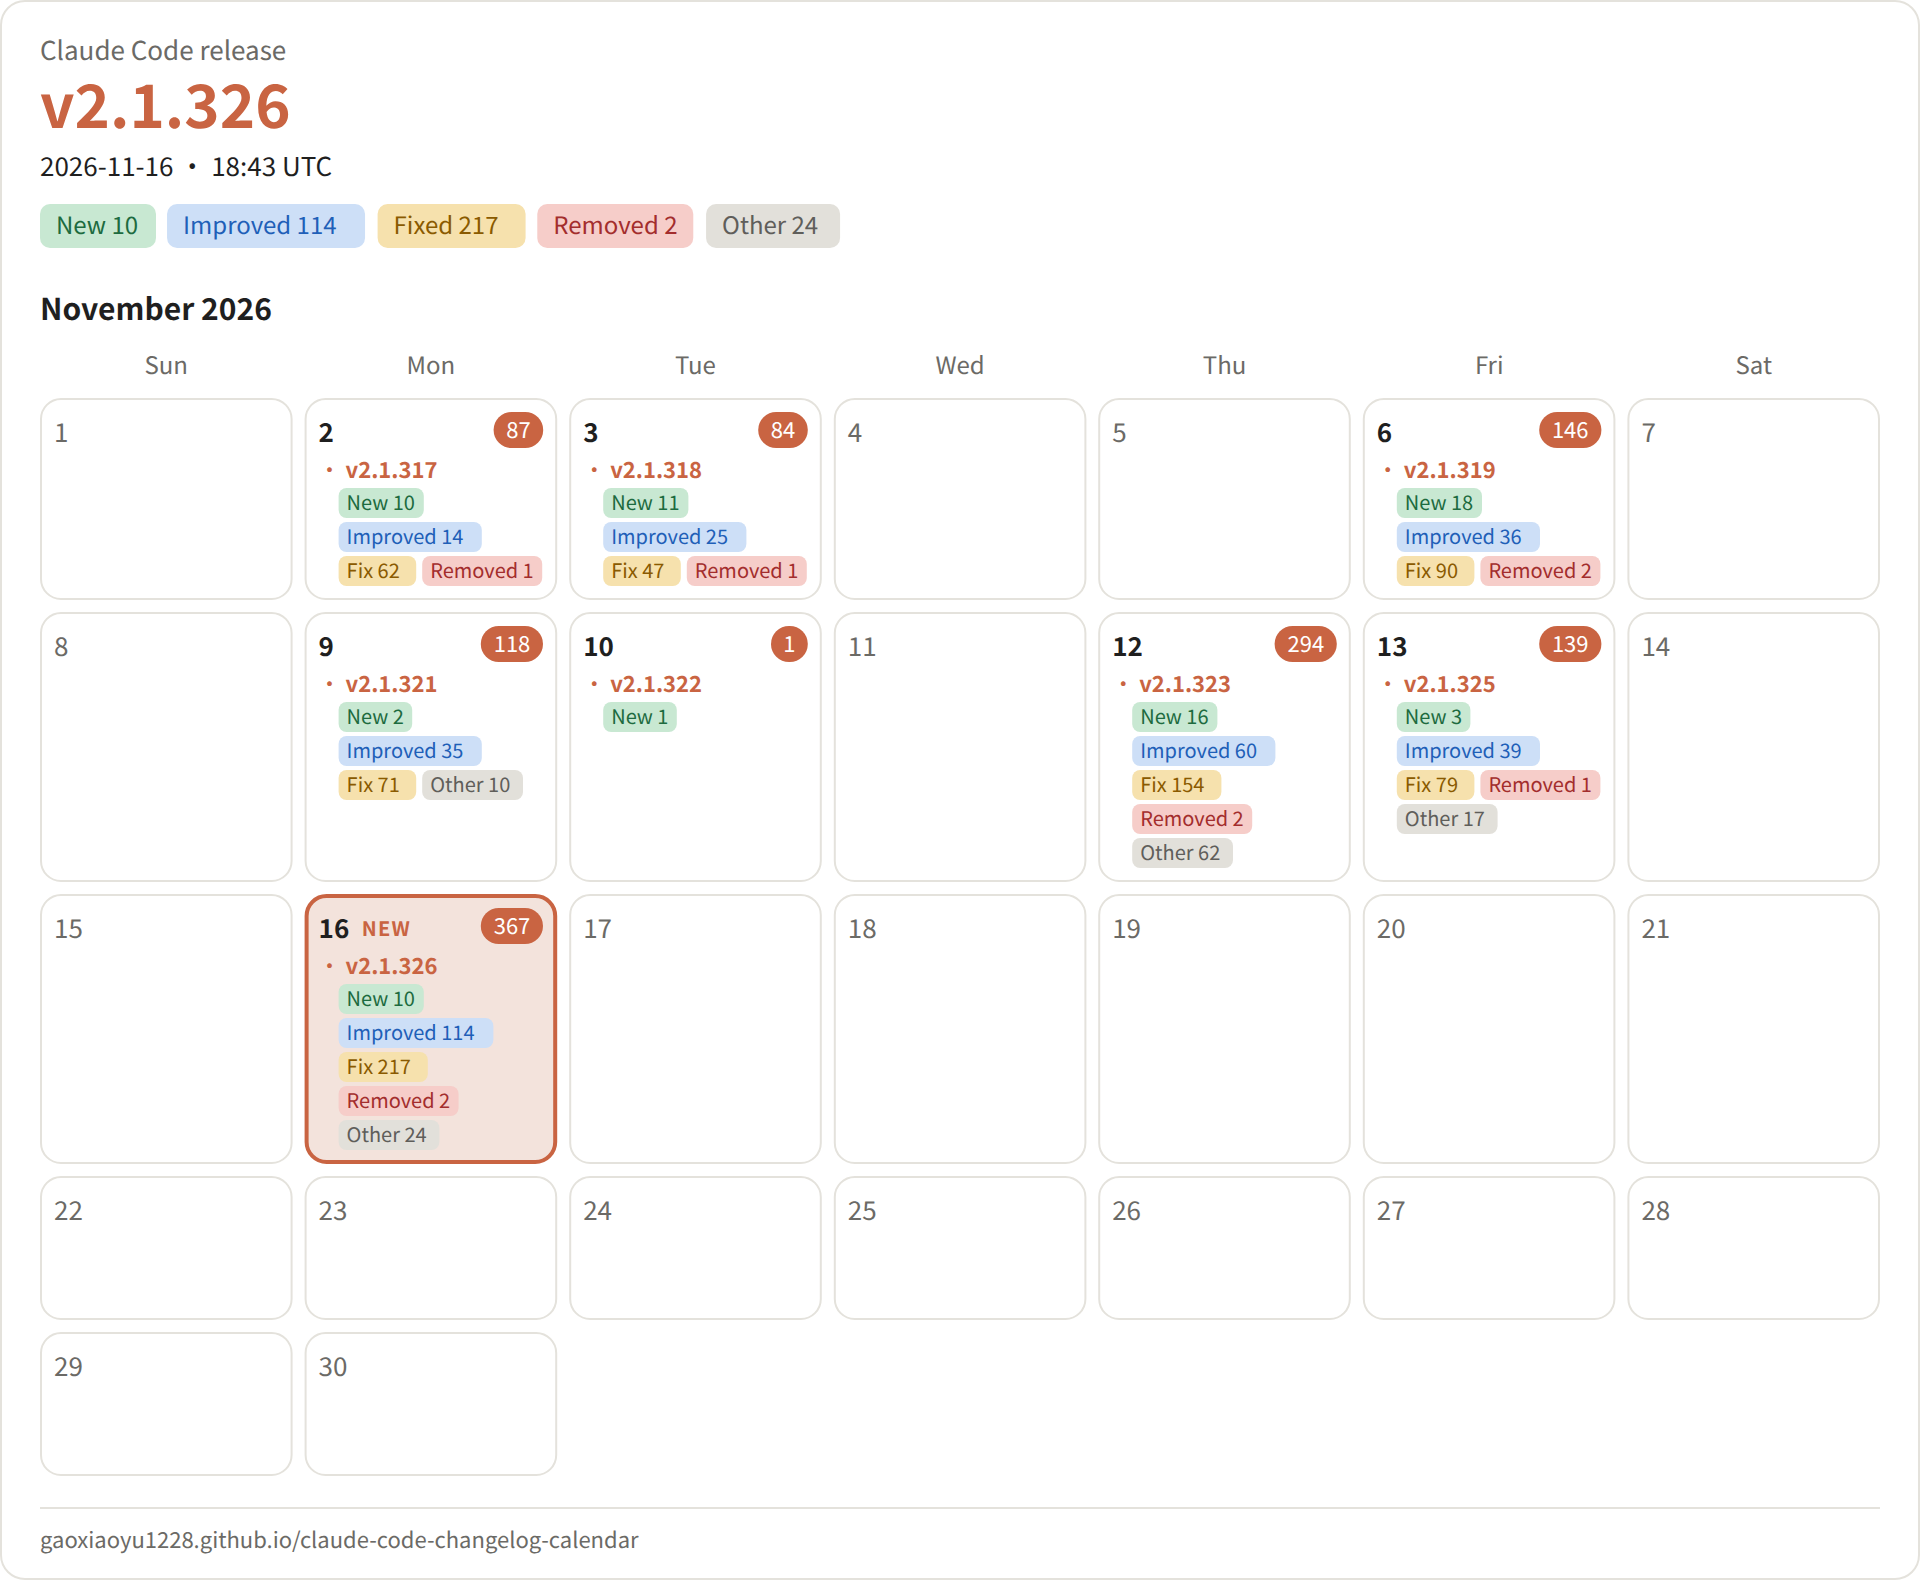 Claude Code release
v2.1.326
2026-11-16 · 18:43 UTC
New 10 Improved 114 Fixed 217 Removed 2 Other 24
November 2026
Sun Mon Tue Wed Thu Fri Sat
1
2 87
· v2.1.317
New 10
Improved 14
Fix 62 Removed 1
3 84
· v2.1.318
New 11
Improved 25
Fix 47 Removed 1
4
5
6 146
· v2.1.319
New 18
Improved 36
Fix 90 Removed 2
7
8
9 118
· v2.1.321
New 2
Improved 35
Fix 71 Other 10
10 1
· v2.1.322
New 1
11
12 294
· v2.1.323
New 16
Improved 60
Fix 154
Removed 2
Other 62
13 139
· v2.1.325
New 3
Improved 39
Fix 79 Removed 1
Other 17
14
15
16 NEW 367
· v2.1.326
New 10
Improved 114
Fix 217
Removed 2
Other 24
17
18
19
20
21
22
23
24
25
26
27
28
29
30
gaoxiaoyu1228.github.io/claude-code-changelog-calendar